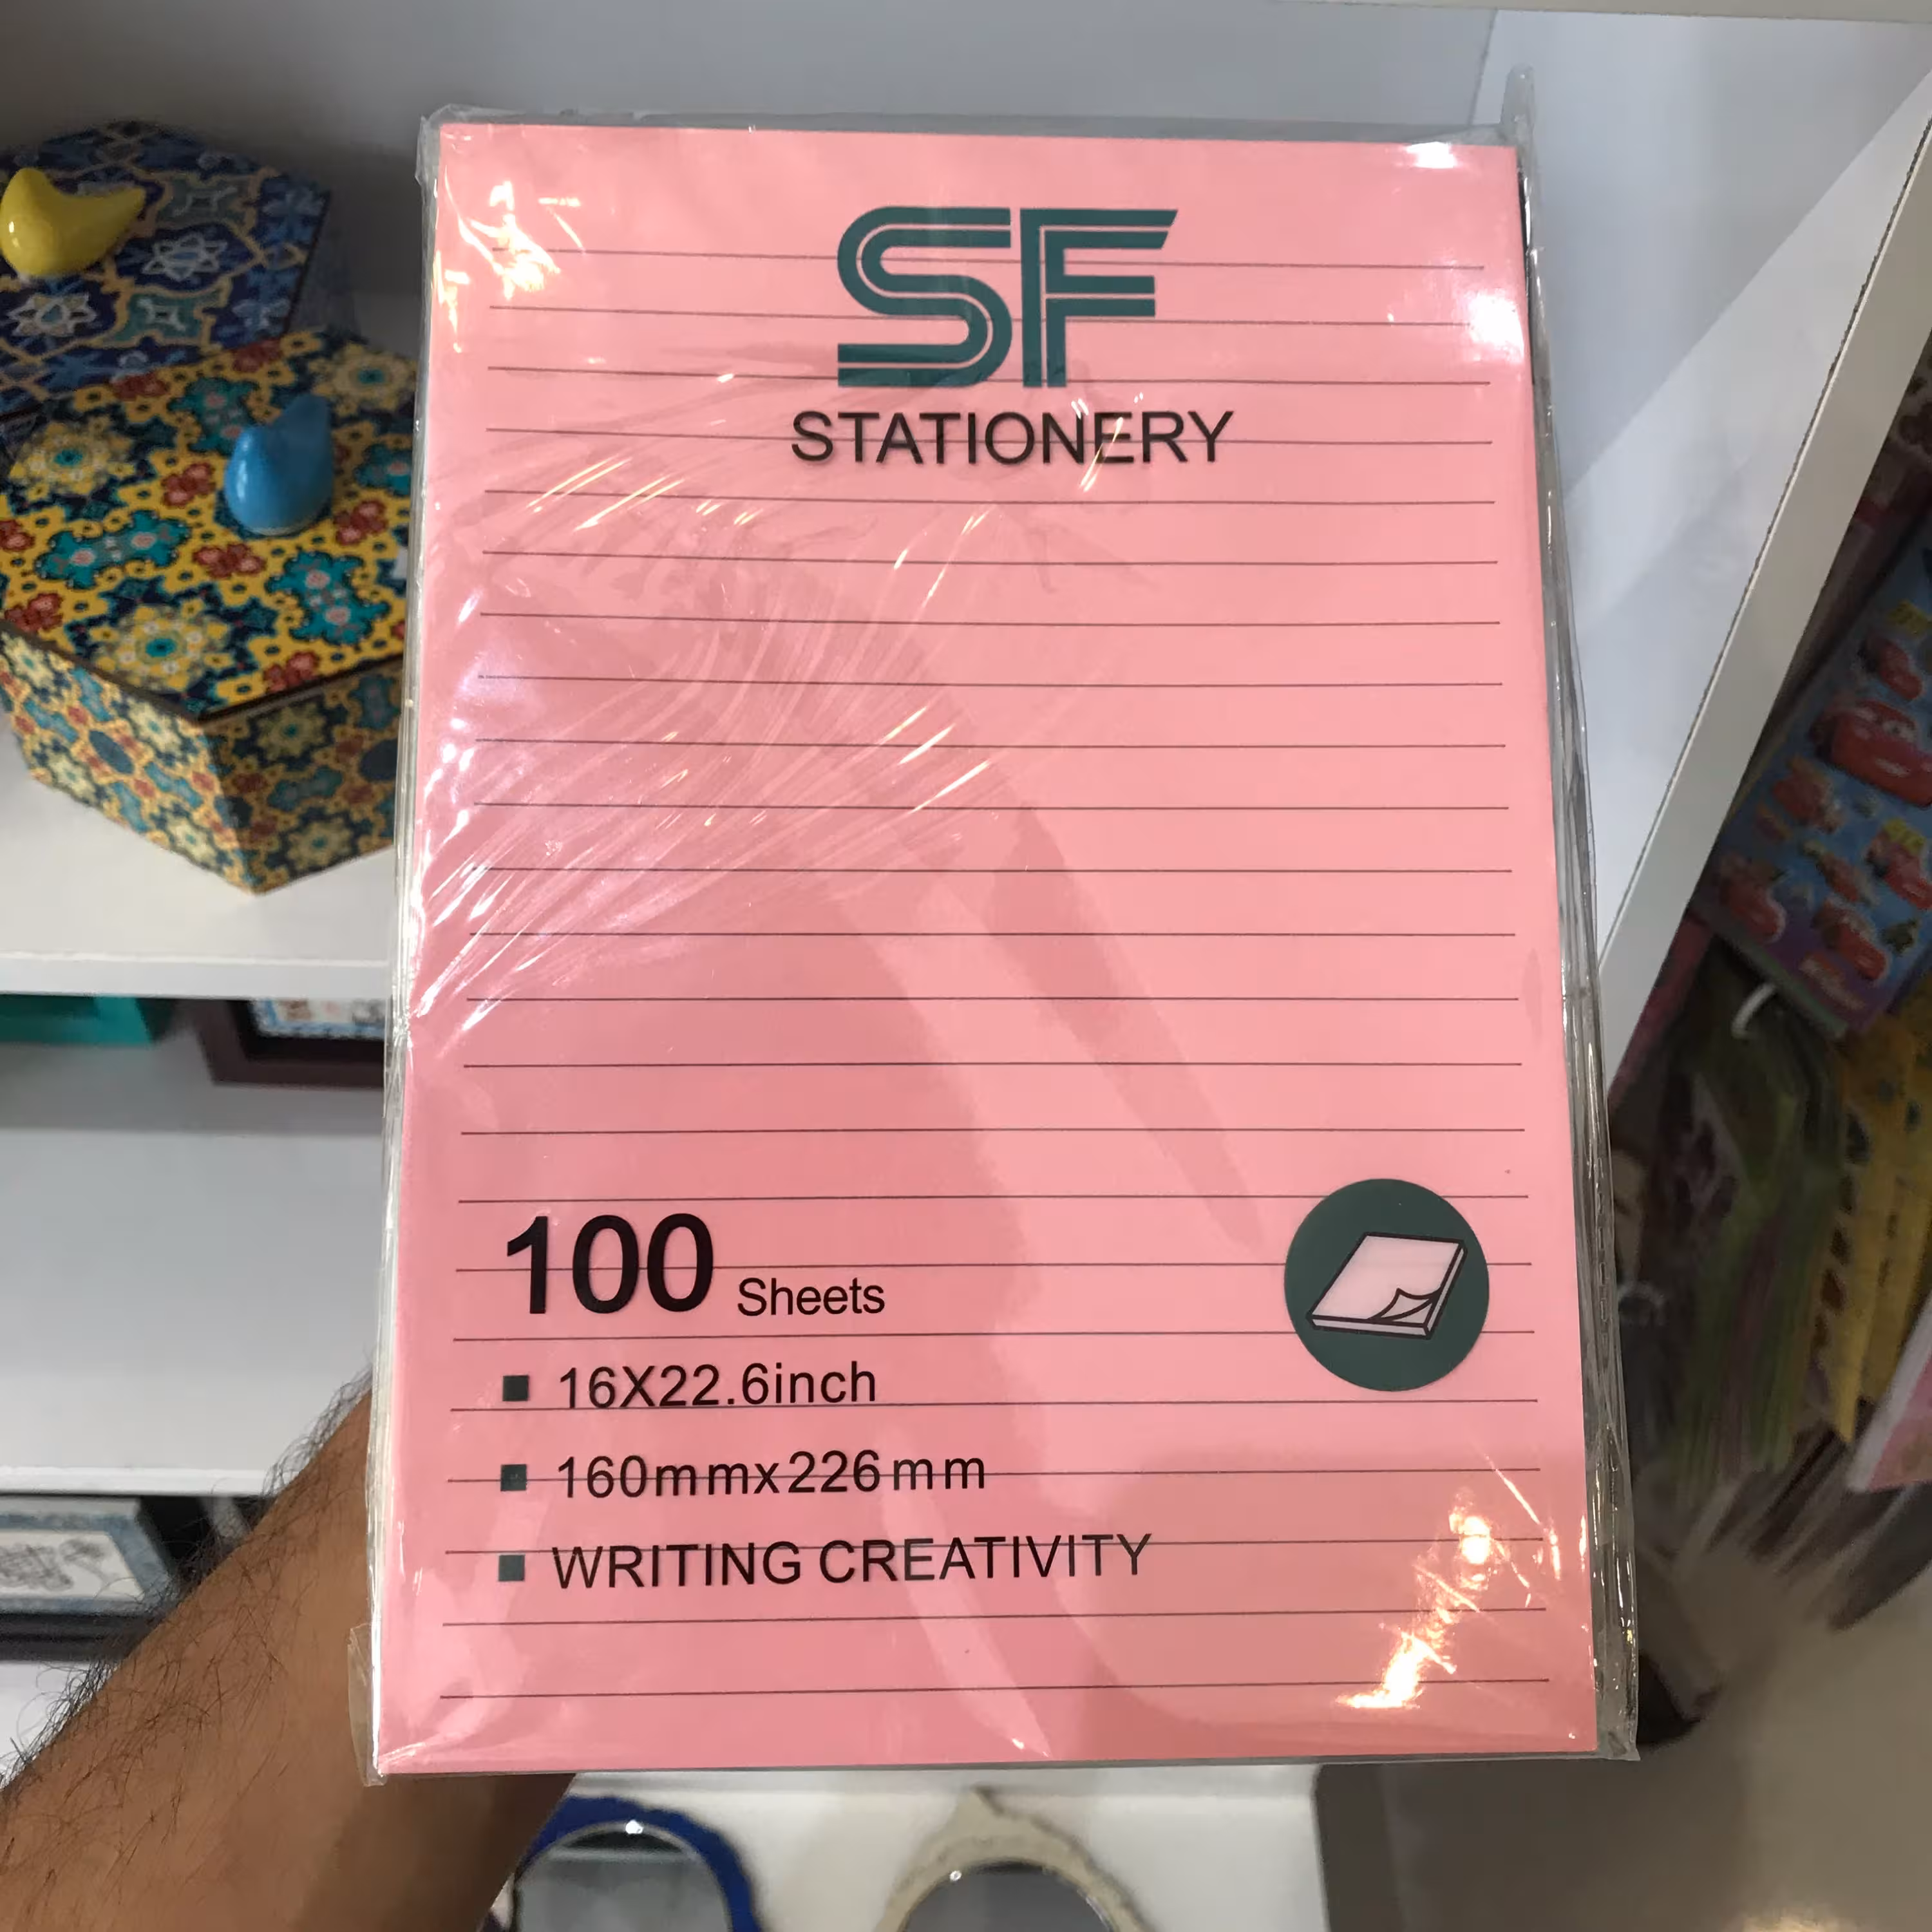 SF
STATIONERY
100 Sheets
16X22.6inch
160mmx226mm
WRITING CREATIVITY